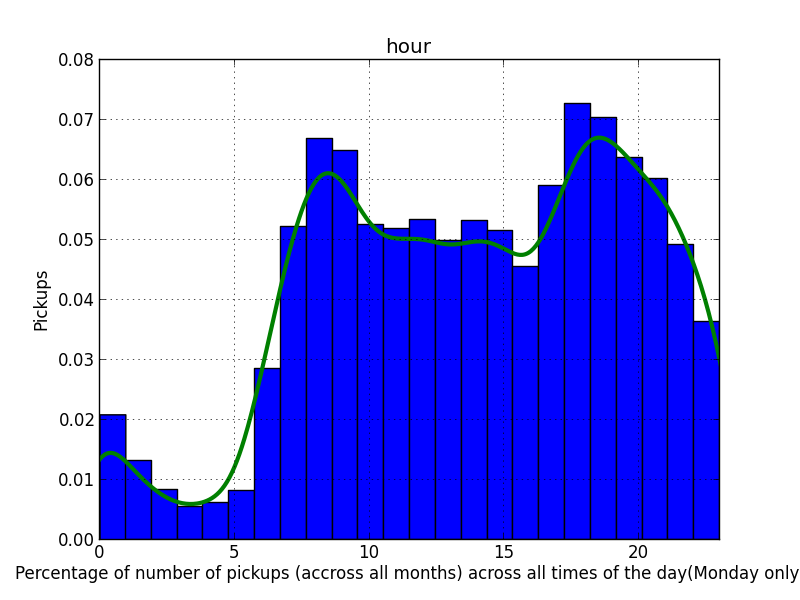 hour
0.08
0.07
0.06
0.05
0.04
0.03
0.02
0.01
0.00
Pickups
0 5 10 15 20
Percentage of number of pickups (accross all months) across all times of the day(Monday only